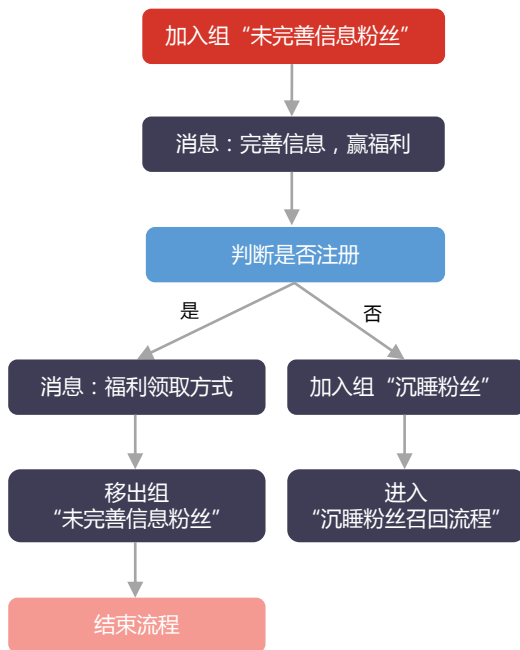 加入组“未完善信息粉丝”
消息：完善信息，赢福利
判断是否注册
是
否
消息：福利领取方式
加入组“沉睡粉丝”
移出组
“未完善信息粉丝”
进入
“沉睡粉丝召回流程”
结束流程